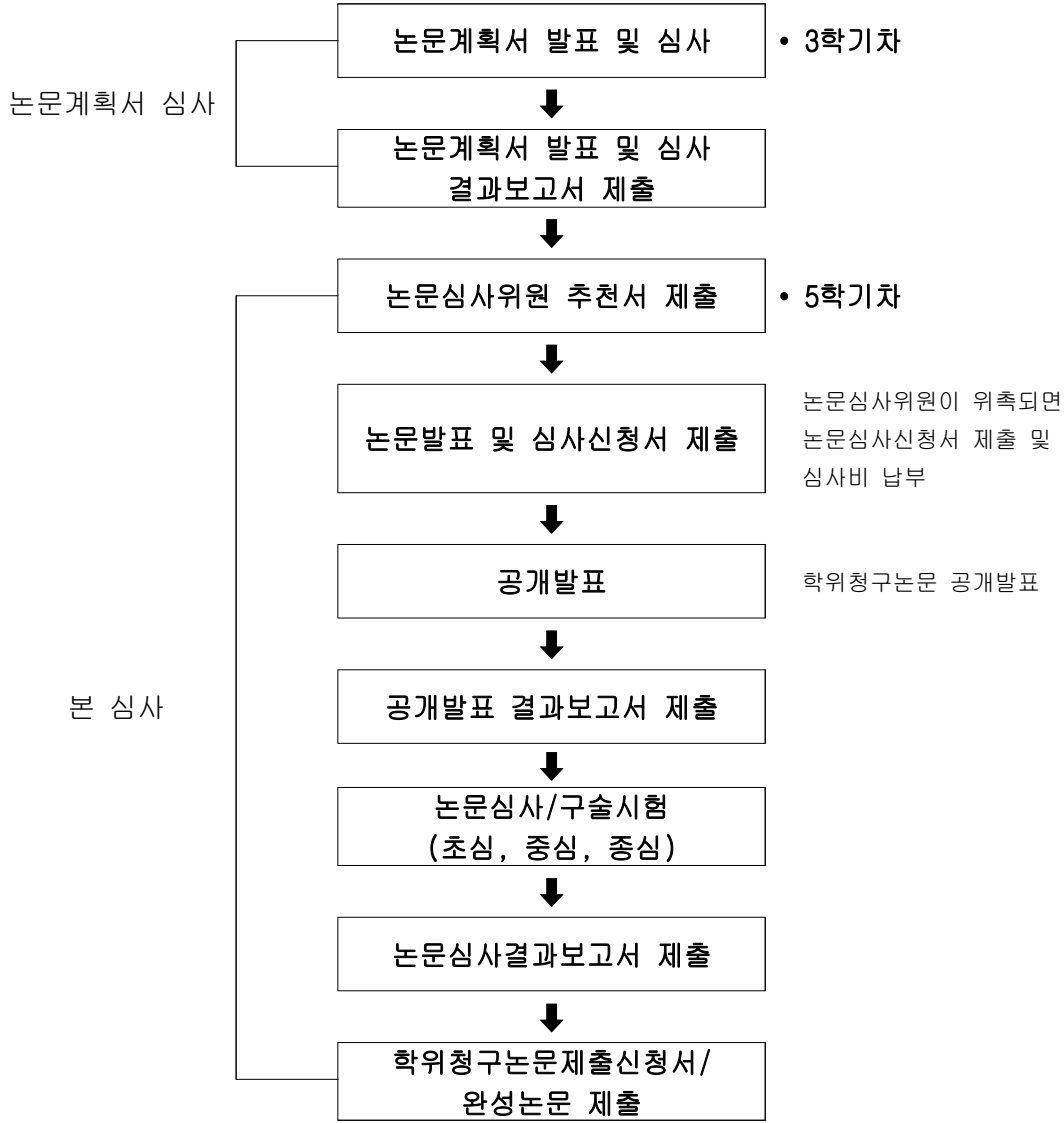 논문계획서 발표 및 심사
• 3학기차
논문계획서 심사
논문계획서 발표 및 심사
결과보고서 제출
논문심사위원 추천서 제출
• 5학기차
논문발표 및 심사신청서 제출
논문심사위원이 위촉되면
논문심사신청서 제출 및
심사비 납부
공개발표
학위청구논문 공개발표
본 심사
공개발표 결과보고서 제출
논문심사/구술시험
(초심, 중심, 종심)
논문심사결과보고서 제출
학위청구논문제출신청서/
완성논문 제출